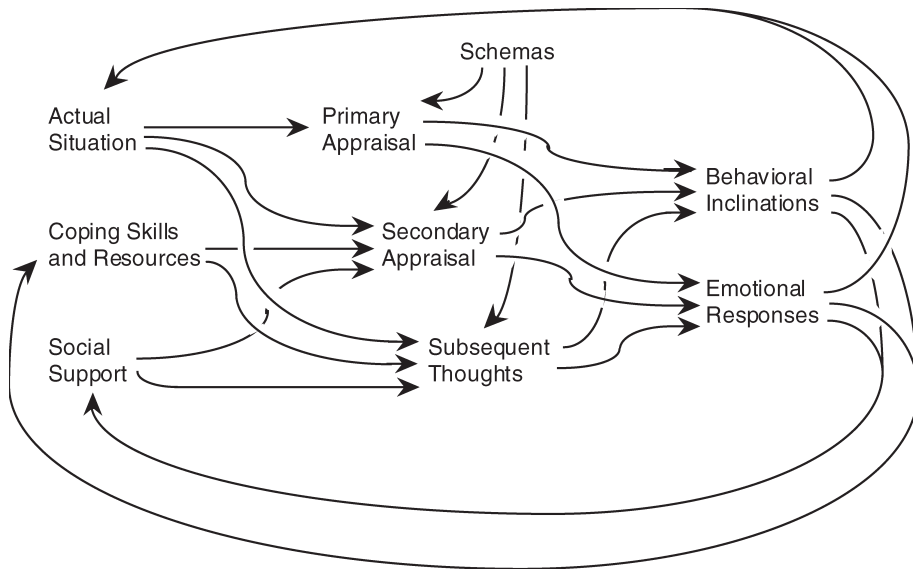 Schemas
Actual
Situation
Primary
Appraisal
Behavioral
Inclinations
Coping Skills
and Resources
Secondary
Appraisal
Emotional
Responses
Social
Support
Subsequent
Thoughts